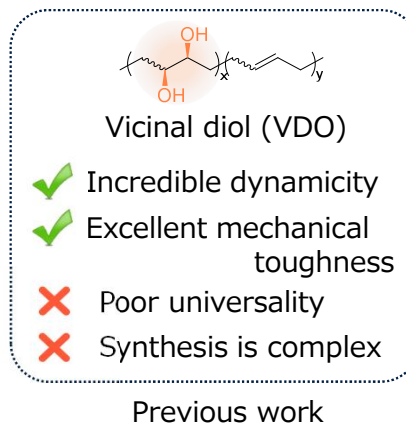 OH
x
y
OH
Vicinal diol (VDO)
Incredible dynamicity
Excellent mechanical
toughness
Poor universality
Synthesis is complex
Previous work